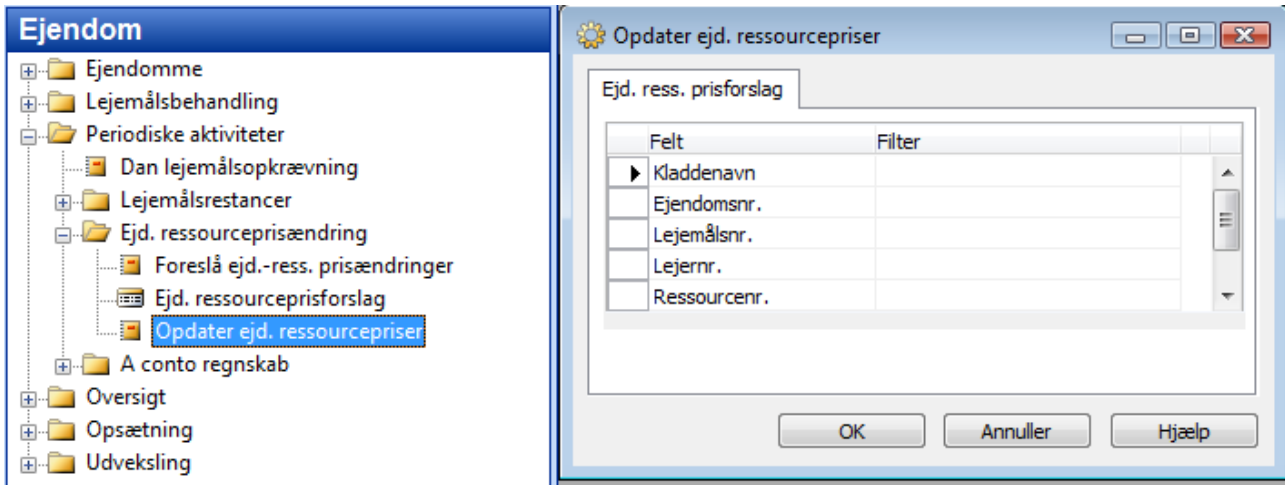 Ejendom
Ejendomme
Lejemålsbehandling
Periodiske aktiviteter
Dan lejemålsopkrævning
Lejemålsrestancer
Ejd. ressourceprisændring
Foreslå ejd.-ress. prisændringer
Ejd. ressourceprisforslag
Opdater ejd. ressourcepriser
A conto regnskab
Oversigt
Opsætning
Udveksling
Opdater ejd. ressourcepriser
Ejd. ress. prisforslag
Felt Filter
Kladdenavn
Ejendomsnr.
Lejemålsnr.
Lejernr.
Ressourcenr.
OK Annuller Hjælp